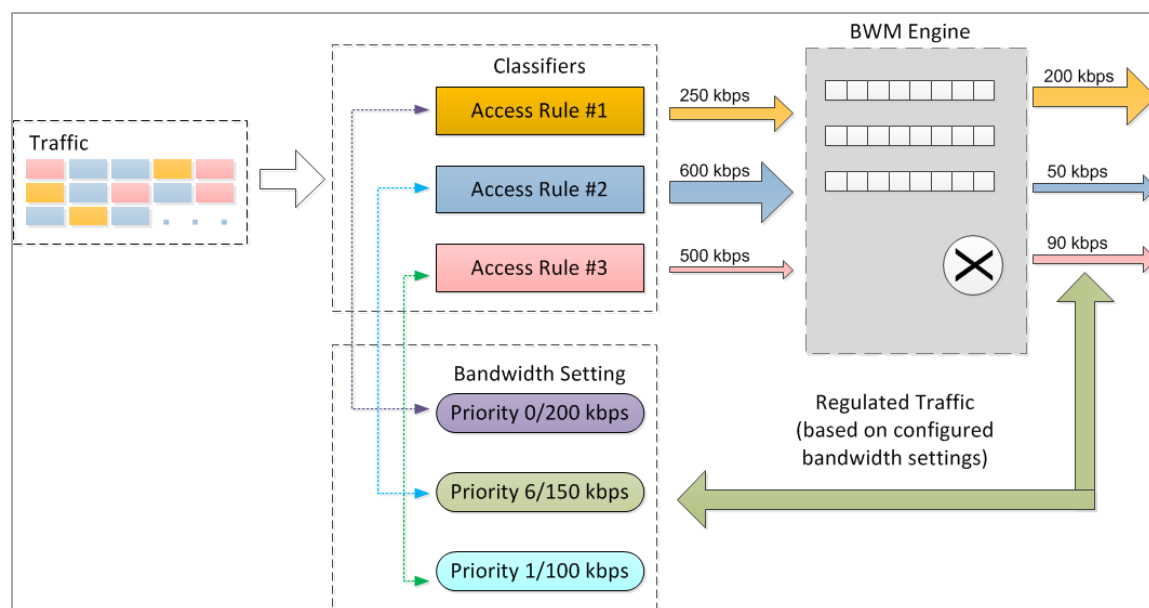 BWM Engine
Classifiers
Access Rule #1
250 kbps
200 kbps
Traffic
Access Rule #2
600 kbps
50 kbps
Access Rule #3
500 kbps
90 kbps
Bandwidth Setting
Priority 0/200 kbps
Priority 6/150 kbps
Priority 1/100 kbps
Regulated Traffic
(based on configured
bandwidth settings)